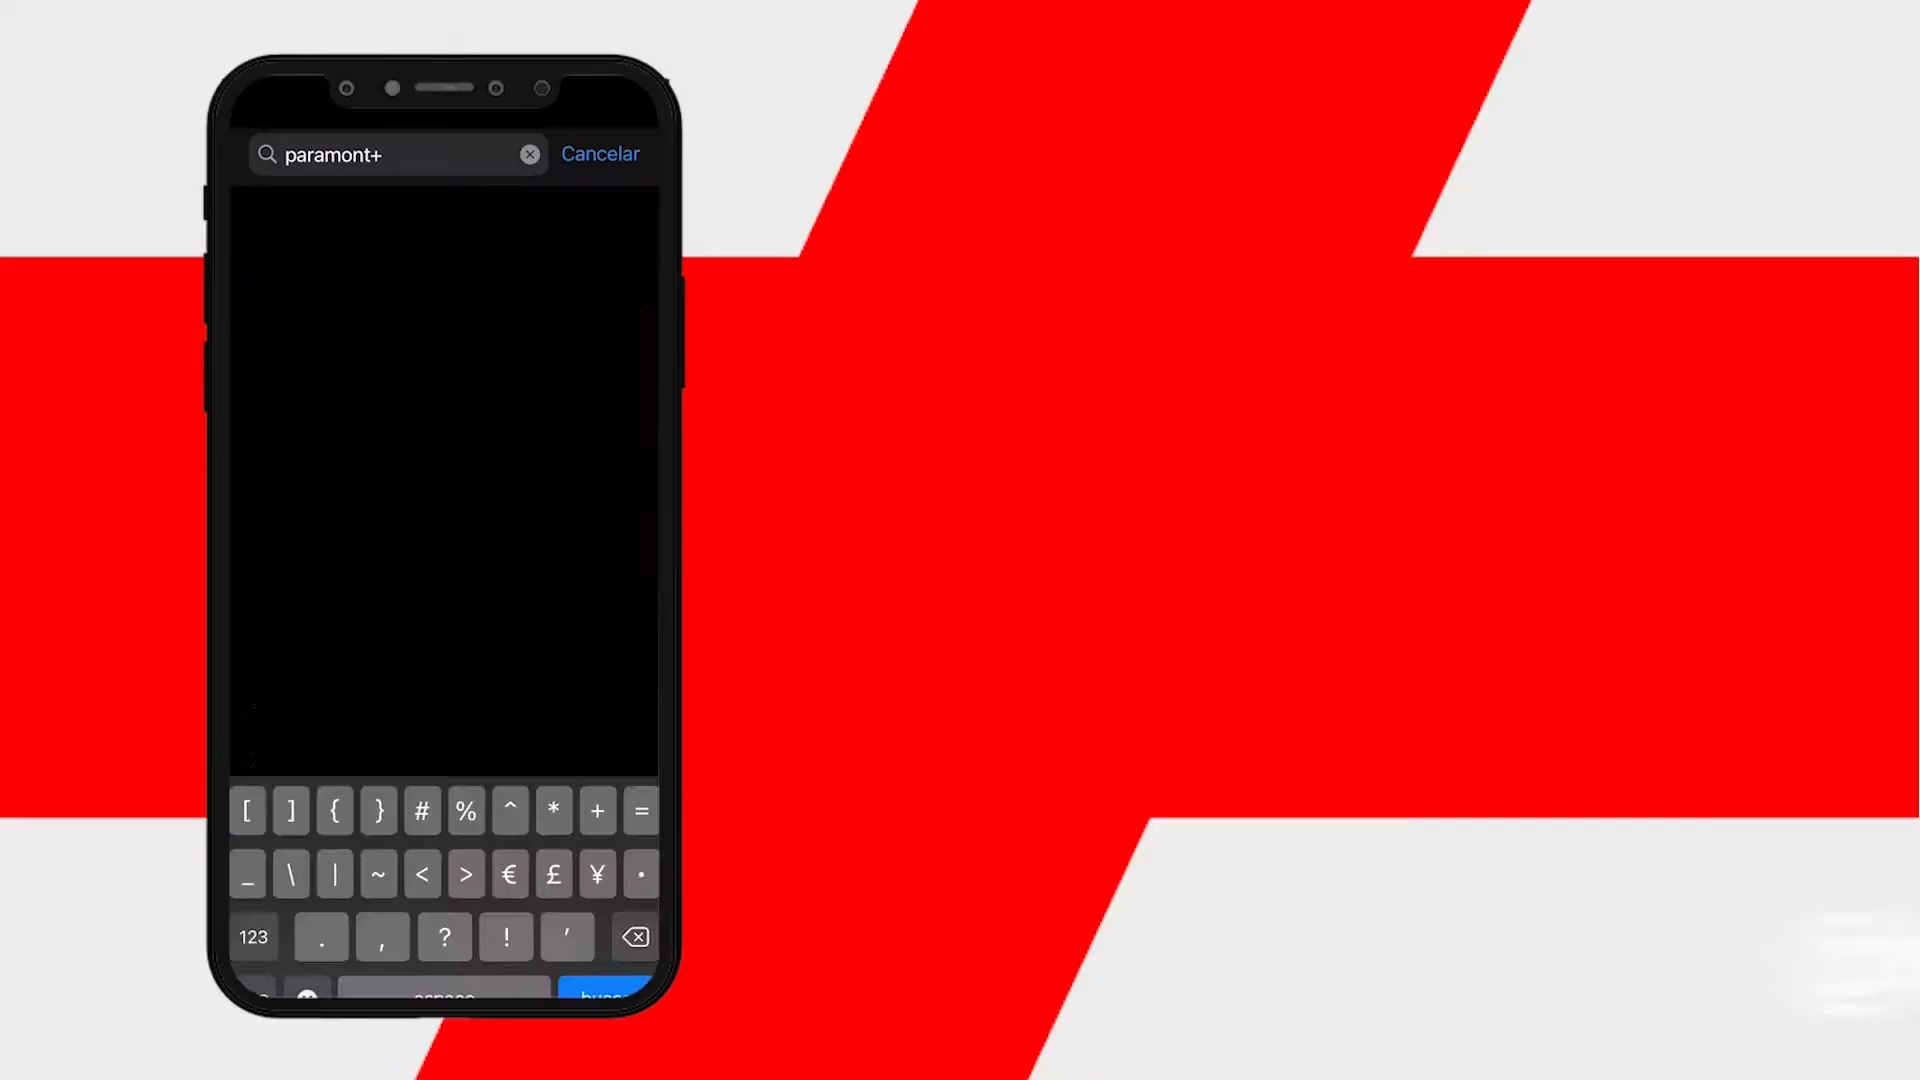 paramont+
Cancelar
[ ] { } # % ^ * + =
_ \ | ~ < > € £ ¥ •
123 . , ? ! ’